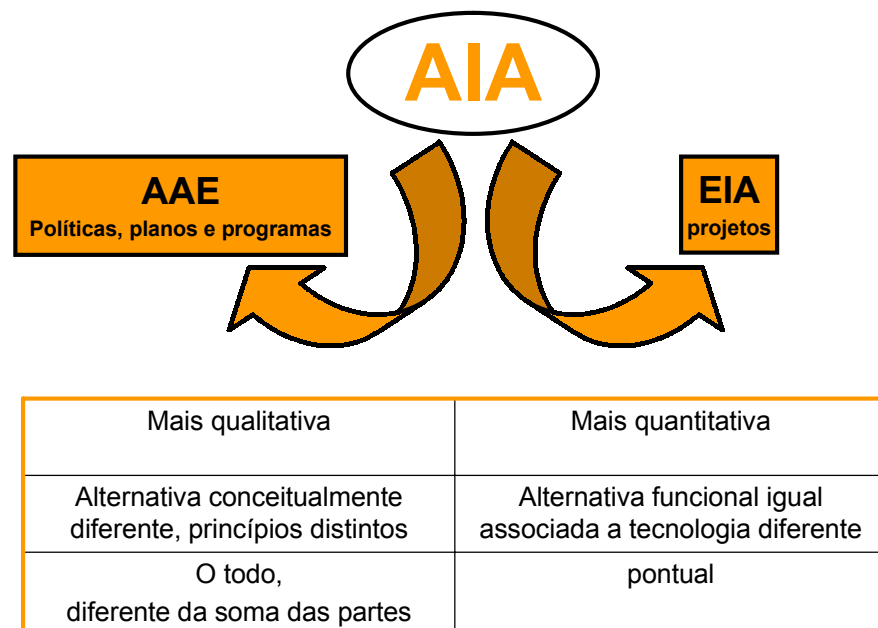 AIA
AAE
Políticas, planos e programas
EIA
projetos
Mais qualitativa
Mais quantitativa
Alternativa conceitualmente
diferente, princípios distintos
Alternativa funcional igual
associada a tecnologia diferente
O todo,
diferente da soma das partes
pontual